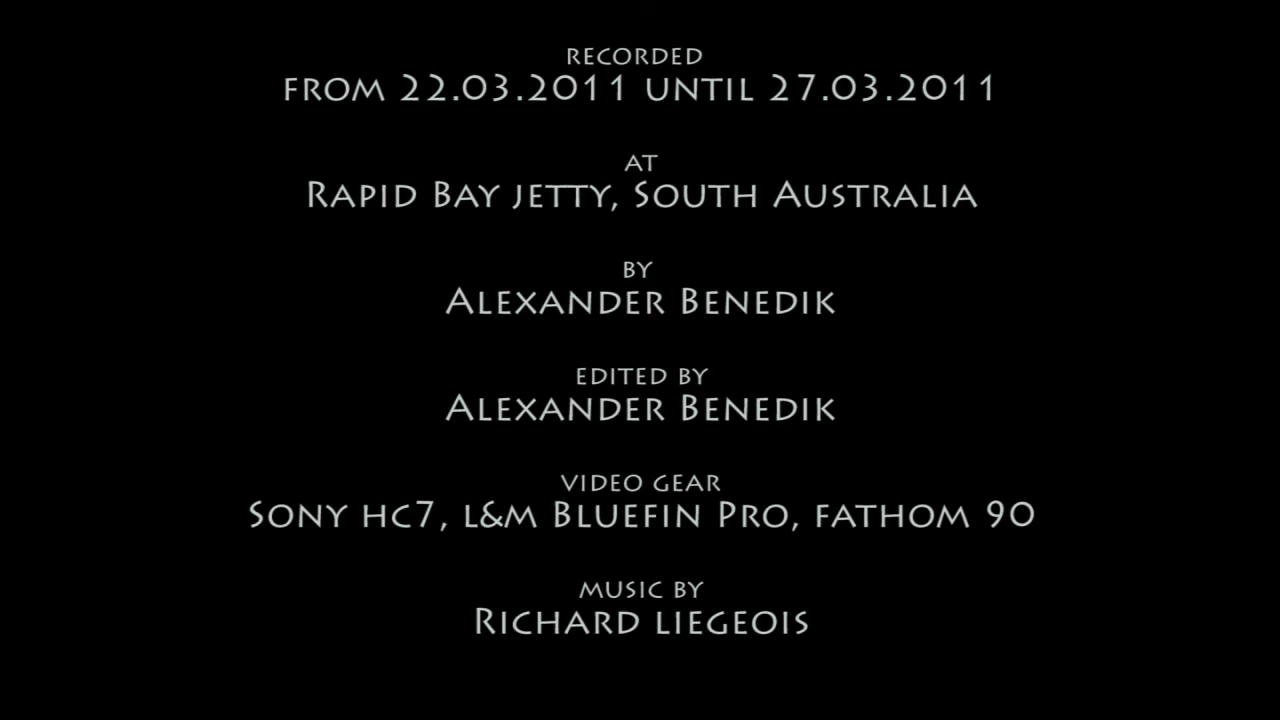 RECORDED
FROM 22.03.2011 UNTIL 27.03.2011
AT
RAPID BAY JETTY, SOUTH AUSTRALIA
BY
ALEXANDER BENEDIK
EDITED BY
ALEXANDER BENEDIK
VIDEO GEAR
SONY HC7, L&M BLUEFIN PRO, FATHOM 90
MUSIC BY
RICHARD LIEGEOIS